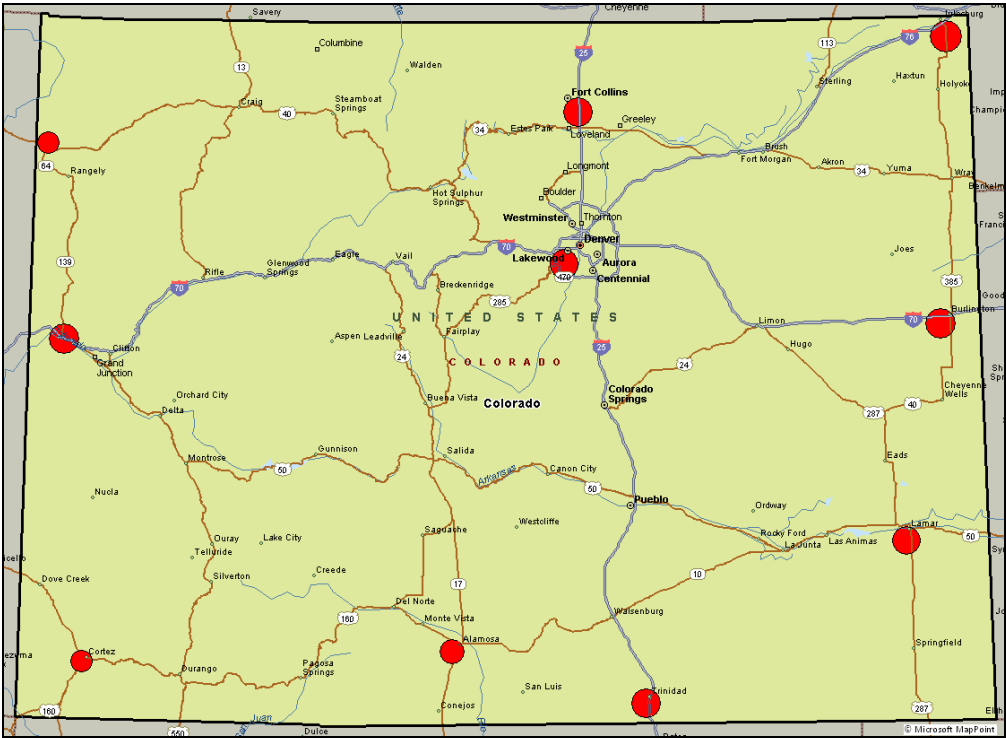 Savery
Cheyenne
Julesburg
Columbine
25
113
76
Walden
13
Haxtun
Sterling
Holyoke
Craig
Steamboat
Springs
Fort Collins
40
34
Estes Park
Loveland
Greeley
Brush
Fort Morgan
64
Rangely
Longmont
Akron
34
Yuma
Wray
Hot Sulphur
Springs
Boulder
Westminster
Thornton
Denver
70
Lakewood
Aurora
Centennial
470
Joes
139
Eagle
Vail
Glenwood
Springs
Rifle
70
Breckenridge
285
385
UNITED STATES
COLORADO
Burlington
70
Limon
Fairplay
Aspen
Leadville
24
25
Hugo
Clifton
Grand
Junction
24
Cheyenne
Wells
Orchard City
Delta
Buena Vista
Colorado
Colorado
Springs
40
287
Montrose
Gunnison
50
Salida
Arkansas
Canon City
Eads
Nucla
50
Pueblo
Ordway
Westcliffe
Saguache
Lamar
50
Rocky Ford
La Junta
Las Animas
Ouray
Telluride
Lake City
Dove Creek
Silverton
Creede
17
10
Del Norte
160
Monte Vista
Walsenburg
Alamosa
Springfield
Cortez
Durango
Pagosa
Springs
San Luis
Trinidad
Conejos
160
550
San Juan
Dulce
287
© Microsoft MapPoint